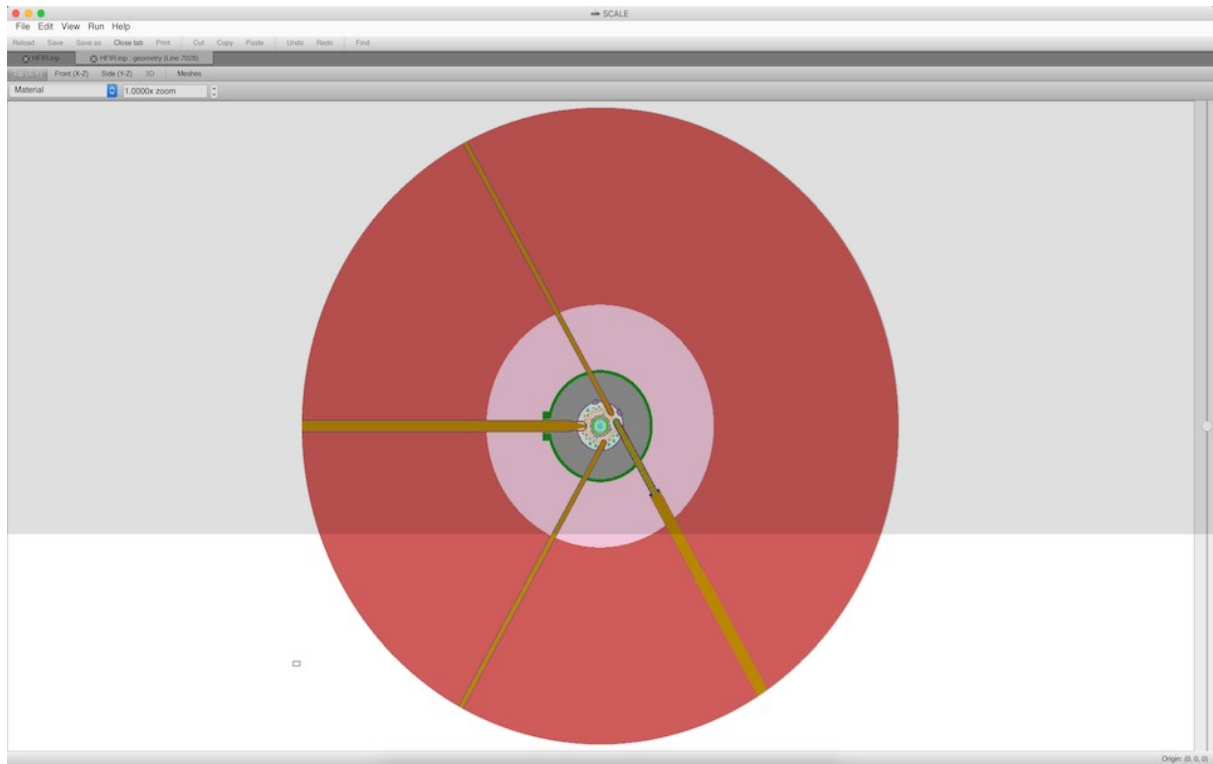 SCALE
File Edit View Run Help
Reload Save Save as Close tab Print Cut Copy Paste Undo Redo Find
HFIR.inp HFIR.inp : geometry (Line 7028)
Front (X-Z) Side (Y-Z) 3D Meshes
Material 1.0000x zoom
Origin: (0, 0, 0)